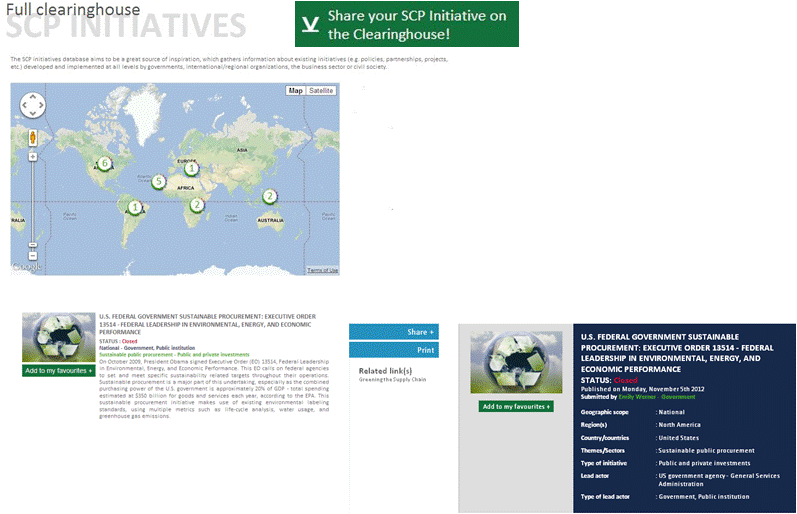 Full clearinghouse
SCP INITIATIVES
Share your SCP Initiative on
the Clearinghouse!
The SCP initiatives database aims to be a great source of inspiration, which gathers information about existing initiatives (e.g. policies, partnerships, projects,
etc) developed and implemented at all levels by governments, international/regional organizations, the business sector or civil society.
Map Satellite
ASIA
EUROPE
6
1
5
Atlantic
Ocean
AFRICA
1
2
2
Pacific
Ocean
Indian
Ocean
Pacific
Ocean
RALIA
AUSTRALIA
Google
Terms of Use
U.S. FEDERAL GOVERNMENT SUSTAINABLE PROCUREMENT: EXECUTIVE ORDER
13514 - FEDERAL LEADERSHIP IN ENVIRONMENTAL, ENERGY, AND ECONOMIC
PERFORMANCE
STATUS : Closed
National - Government, Public institution
Sustainable public procurement - Public and private investments
On October 2009, President Obama signed Executive Order (EO) 13514, Federal Leadership
in Environmental, Energy, and Economic Performance. This EO calls on federal agencies
to set and meet specific sustainability related targets throughout their operations.
Sustainable procurement is a major part of this undertaking, especially as the combined
purchasing power of the U.S. government is approximately 20% of GDP - total spending
estimated at $350 billion for goods and services each year, according to the EPA. This
sustainable procurement initiative makes use of existing environmental labeling
standards, using multiple metrics such as life-cycle analysis, water usage, and
greenhouse gas emissions.
Add to my favourites +
Share +
Print
Related link(s)
Greening the Supply Chain
Add to my favourites +
U.S. FEDERAL GOVERNMENT SUSTAINABLE
PROCUREMENT: EXECUTIVE ORDER 13514 - FEDERAL
LEADERSHIP IN ENVIRONMENTAL, ENERGY, AND
ECONOMIC PERFORMANCE
STATUS: Closed
Published on Monday, November 5th 2012
Submitted by Emily Werner - Government
Geographic scope : National
Region(s) : North America
Country/countries : United States
Themes/Sectors : Sustainable public procurement
Type of initiative : Public and private investments
Lead actor : US government agency - General Services
Administration
Type of lead actor : Government, Public institution